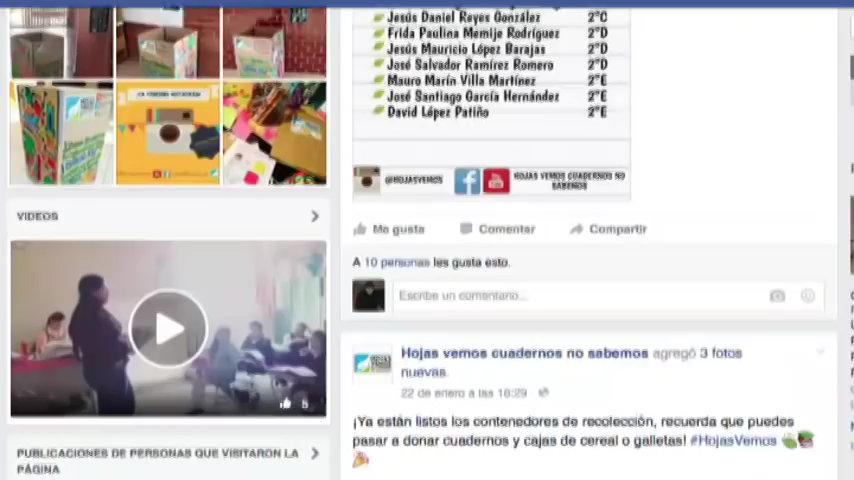 VIDEOS
8
PUBLICACIONES DE PERSONAS QUE VISITARON LA
PÁGINA
Jesús Daniel Reyes González 2°C
Frida Paulina Memije Rodríguez 2°D
Jesús Mauricio López Barajas 2°D
José Salvador Ramírez Romero 2°D
Mauro Marín Villa Martínez 2°E
José Santiago García Hernández 2°E
David López Patiño 2°E
@HOJASVEMOS
HOJAS VEMOS CUADERNOS NO
SABEMOS
Me gusta Comentar Compartir
A 10 personas les gusta esto.
Escribe un comentario...
Hojas vemos cuadernos no sabemos agregó 3 fotos
nuevas.
22 de enero a las 18:29
¡Ya están listos los contenedores de recolección, recuerda que puedes
pasar a donar cuadernos y cajas de cereal o galletas! #HojasVemos